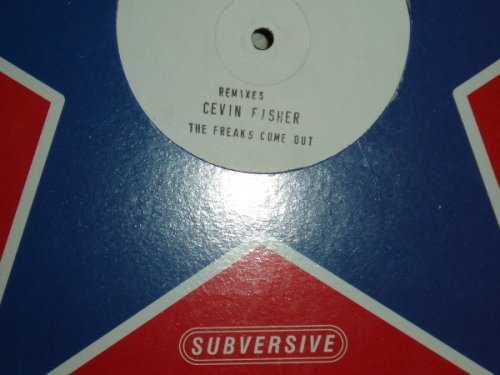 REMIXES
CEVIN FISHER
THE FREAKS COME OUT
SUBVERSIVE